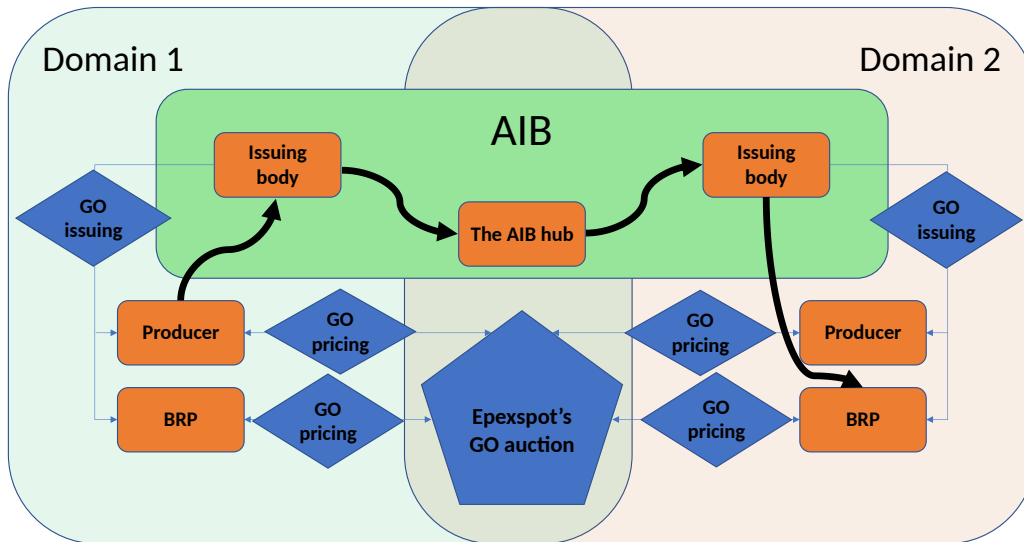 Domain 1
Domain 2
AIB
Issuing
body
Issuing
body
GO
issuing
The AIB hub
GO
issuing
Producer
GO
pricing
GO
pricing
Producer
BRP
GO
pricing
Epexspot’s
GO auction
GO
pricing
BRP